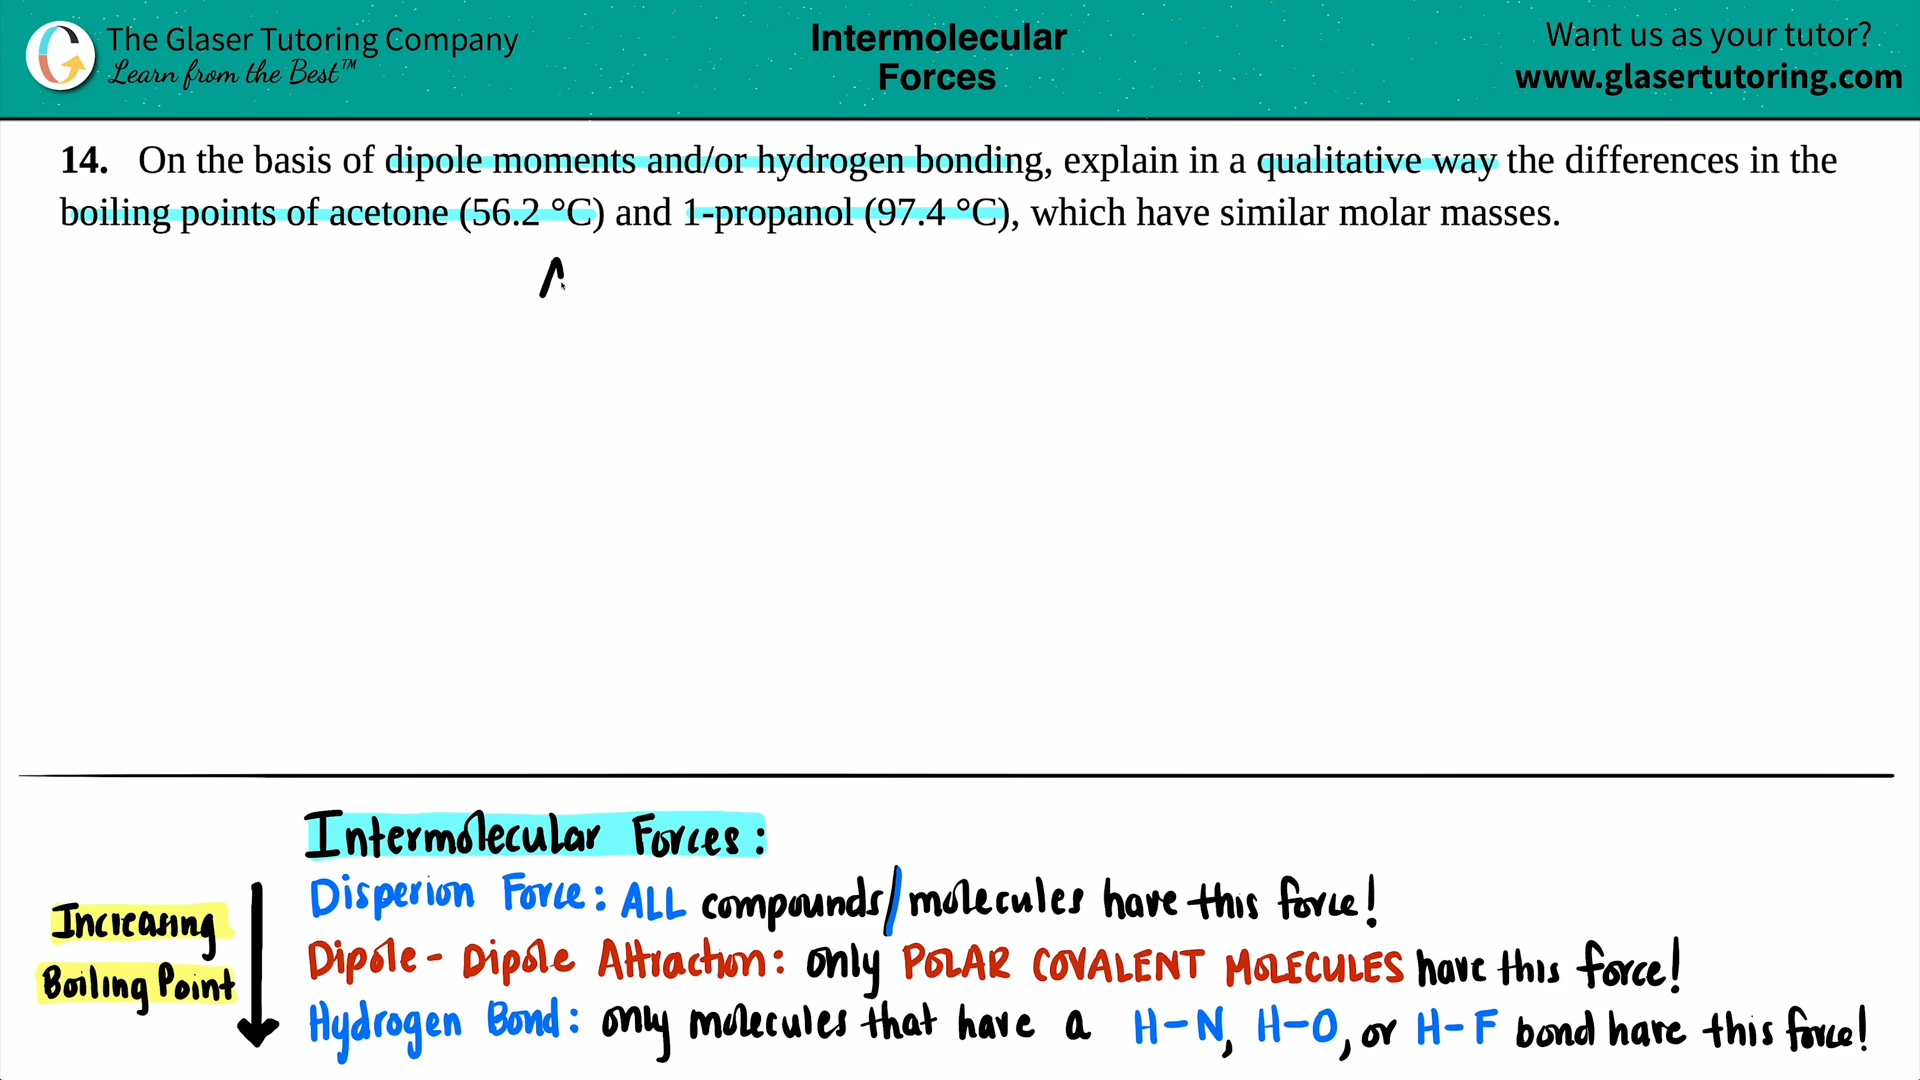 The Glaser Tutoring Company
Learn from the Best™
Intermolecular
Forces
Want us as your tutor?
www.glasertutoring.com
14. On the basis of dipole moments and/or hydrogen bonding, explain in a qualitative way the differences in the
boiling points of acetone (56.2 °C) and 1-propanol (97.4 °C), which have similar molar masses.
Intermolecular Forces:
Increasing
Boiling Point
Disperion Force: ALL compounds/molecules have this force!
Dipole-Dipole Attraction: only POLAR COVALENT MOLECULES have this force!
Hydrogen Bond: only molecules that have a H-N, H-O, or H-F bond have this force!